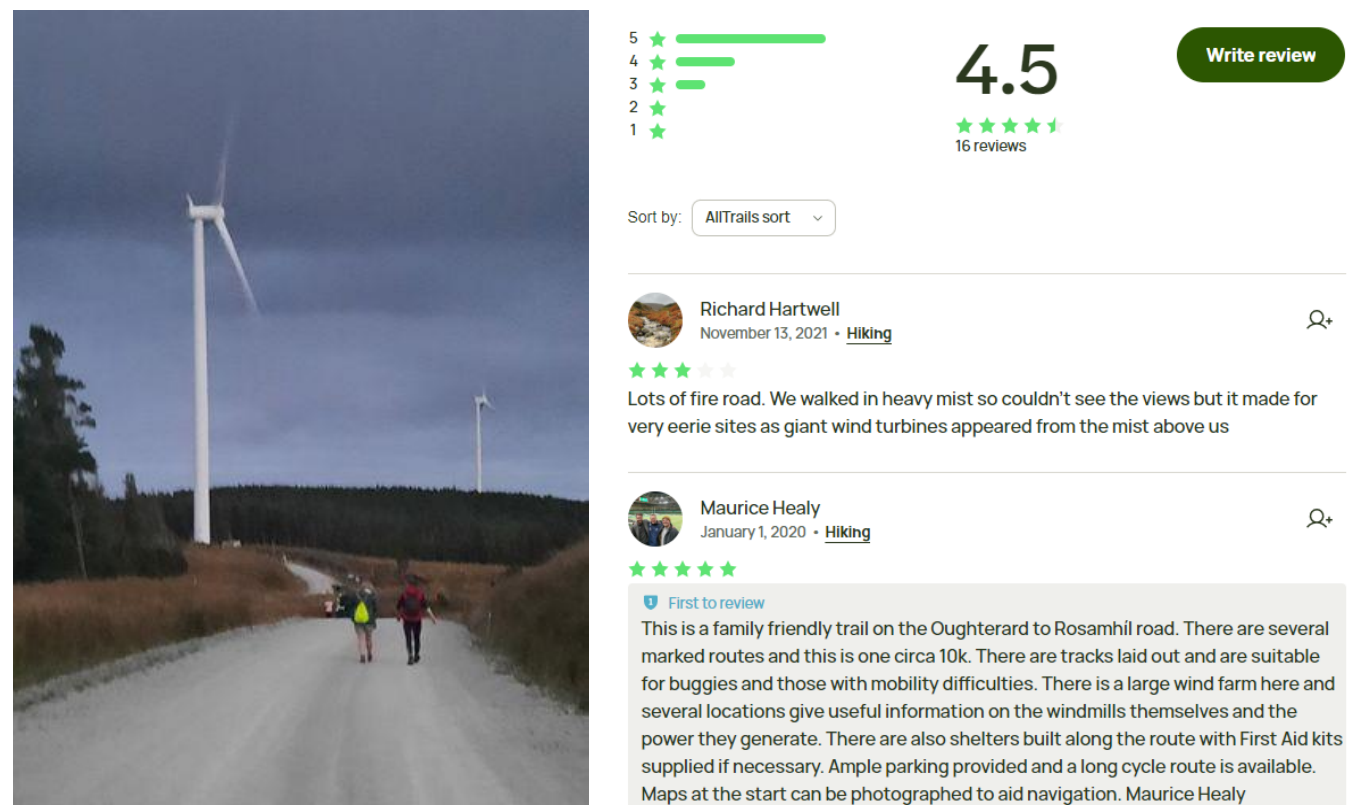 5
4
3
2
1
4.5
16 reviews
Write review
Sort by:
AllTrails sort
Richard Hartwell
November 13, 2021 • Hiking
Lots of fire road. We walked in heavy mist so couldn't see the views but it made for
very eerie sites as giant wind turbines appeared from the mist above us
Maurice Healy
January 1, 2020 • Hiking
1
First to review
This is a family friendly trail on the Oughterard to Rosamhíl road. There are several
marked routes and this is one circa 10k. There are tracks laid out and are suitable
for buggies and those with mobility difficulties. There is a large wind farm here and
several locations give useful information on the windmills themselves and the
power they generate. There are also shelters built along the route with First Aid kits
supplied if necessary. Ample parking provided and a long cycle route is available.
Maps at the start can be photographed to aid navigation. Maurice Healy